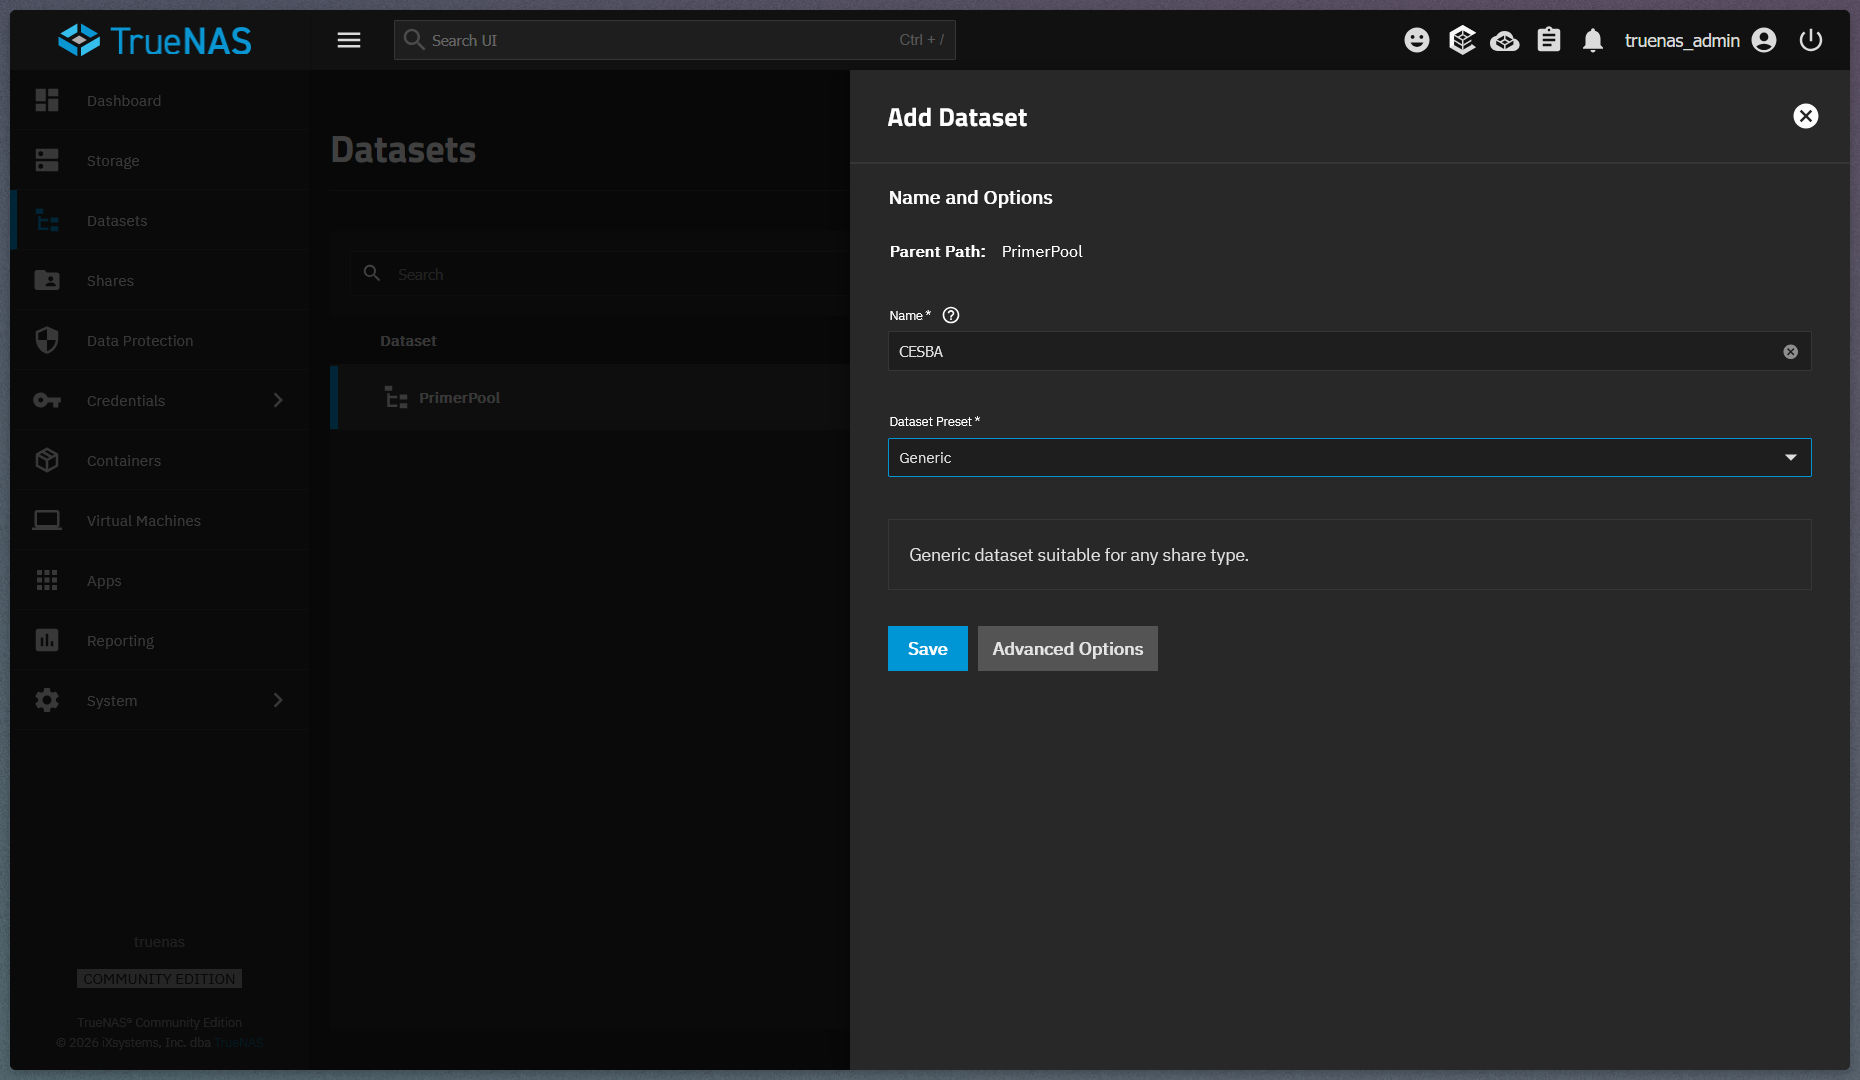 TrueNAS
Search UI
Ctrl + /
truenas_admin
Dashboard
Storage
Datasets
Shares
Data Protection
Credentials
Containers
Virtual Machines
Apps
Reporting
System
truenas
COMMUNITY EDITION
TrueNAS® Community Edition
© 2026 iXsystems, Inc. dba TrueNAS
Datasets
Search
Dataset
PrimerPool
Add Dataset
Name and Options
Parent Path: PrimerPool
Name *
CESBA
Dataset Preset *
Generic
Generic dataset suitable for any share type.
Save
Advanced Options